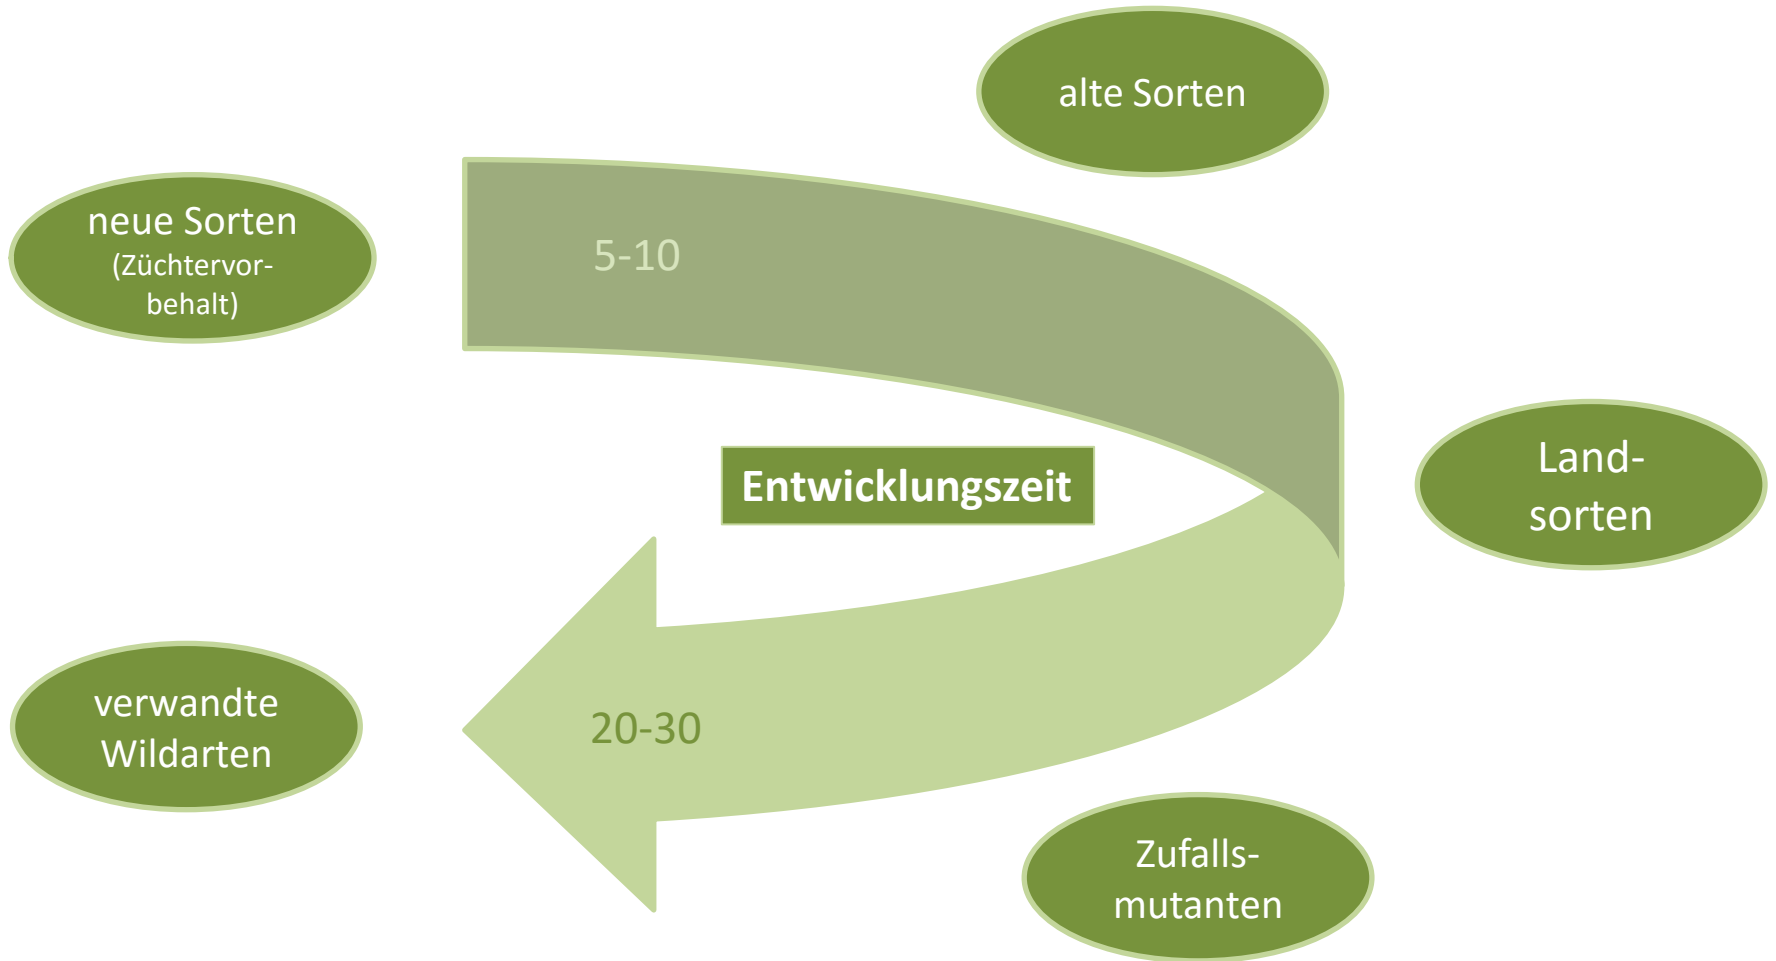 alte Sorten
neue Sorten
(Züchtervor-
behalt)
5-10
Land-
sorten
Entwicklungszeit
verwandte
Wildarten
20-30
Zufalls-
mutanten